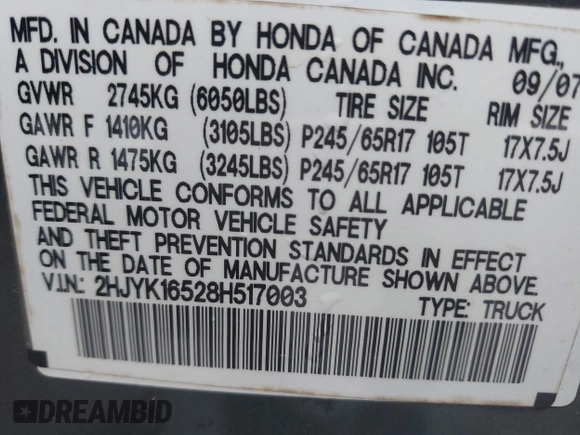 MFD. IN CANADA BY HONDA OF CANADA MFG.,
A DIVISION OF HONDA CANADA INC. 09/07
GVWR 2745KG (6050LBS) TIRE SIZE RIM SIZE
GAWR F 1410KG (3105LBS) P245/65R17 105T 17X7.5J
GAWR R 1475KG (3245LBS) P245/65R17 105T 17X7.5J
THIS VEHICLE CONFORMS TO ALL APPLICABLE
FEDERAL MOTOR VEHICLE SAFETY
AND THEFT PREVENTION STANDARDS IN EFFECT
ON THE DATE OF MANUFACTURE SHOWN ABOVE.
V.I.N.: 2HJYK16528H517003 TYPE: TRUCK
DREAMBID